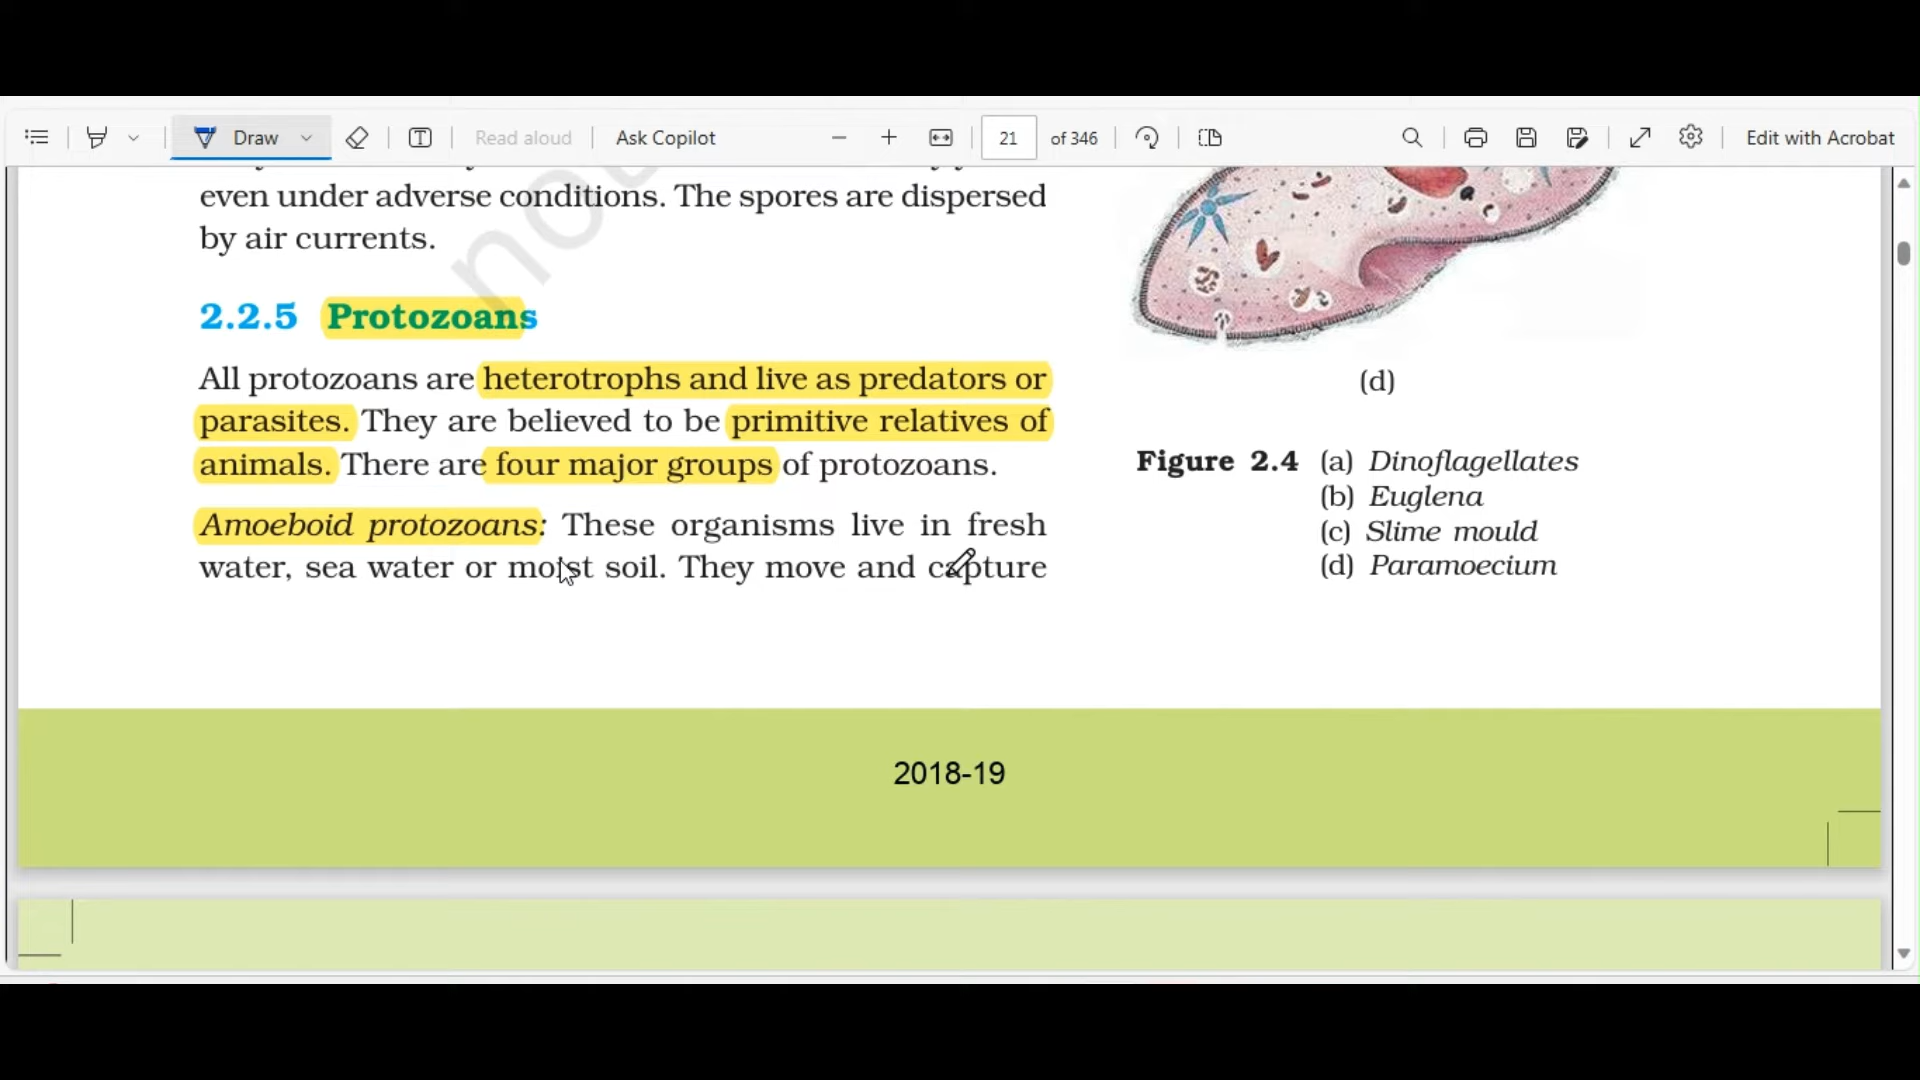 Draw
Read aloud
Ask Copilot
21
of 346
Edit with Acrobat
even under adverse conditions. The spores are dispersed
by air currents.
2.2.5 Protozoans
All protozoans are heterotrophs and live as predators or
parasites. They are believed to be primitive relatives of
animals. There are four major groups of protozoans.
Amoeboid protozoans: These organisms live in fresh
water, sea water or moist soil. They move and capture
(d)
Figure 2.4 (a) Dinoflagellates
(b) Euglena
(c) Slime mould
(d) Paramoecium
2018-19